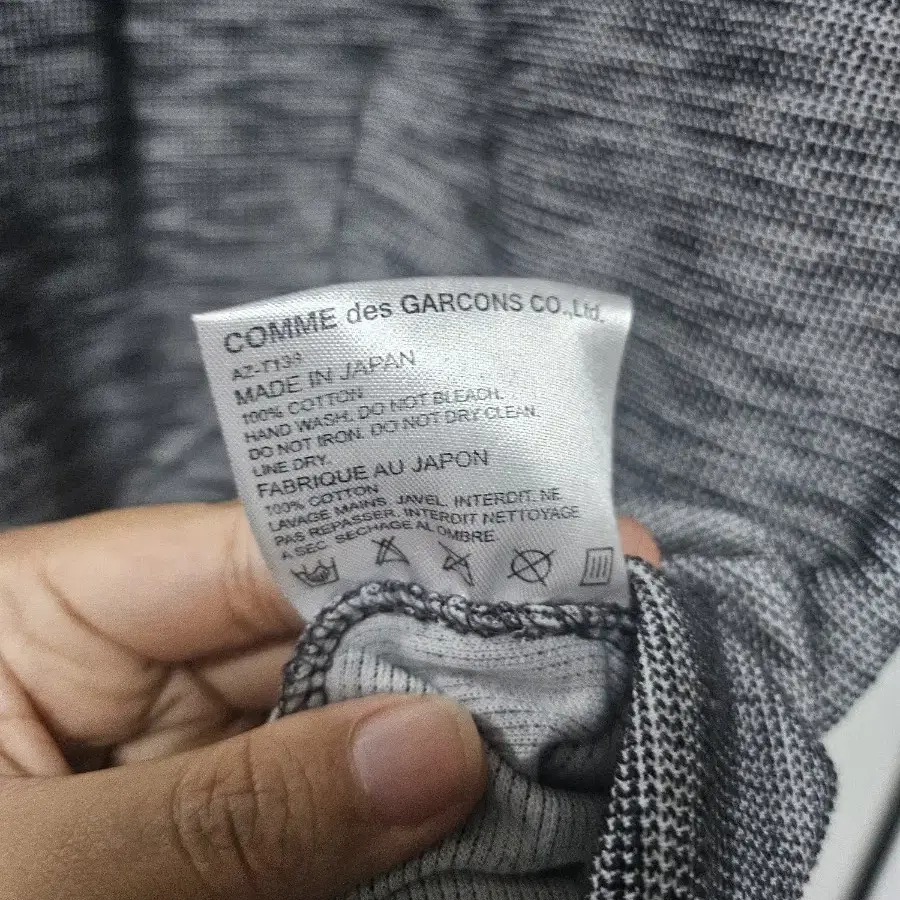 COMME des GARCONS CO.,Ltd.
AZ-T139
MADE IN JAPAN
100% COTTON
HAND WASH. DO NOT BLEACH.
DO NOT IRON. DO NOT DRY CLEAN.
LINE DRY.
FABRIQUE AU JAPON
100% COTTON
LAVAGE MAINS. JAVEL. INTERDIT. NE
PAS REPASSER. INTERDIT NETTOYAGE
A SEC. SECHAGE AL OMBRE.